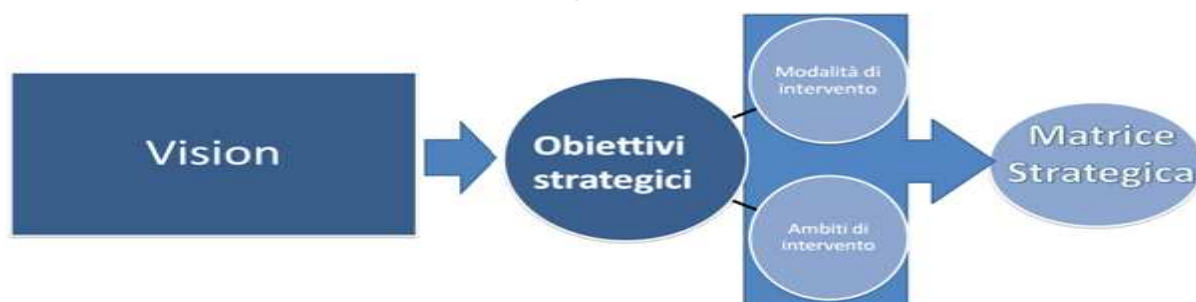 Vision
Obiettivi
strategici
Modalità di
intervento
Ambiti di
intervento
Matrice
Strategica